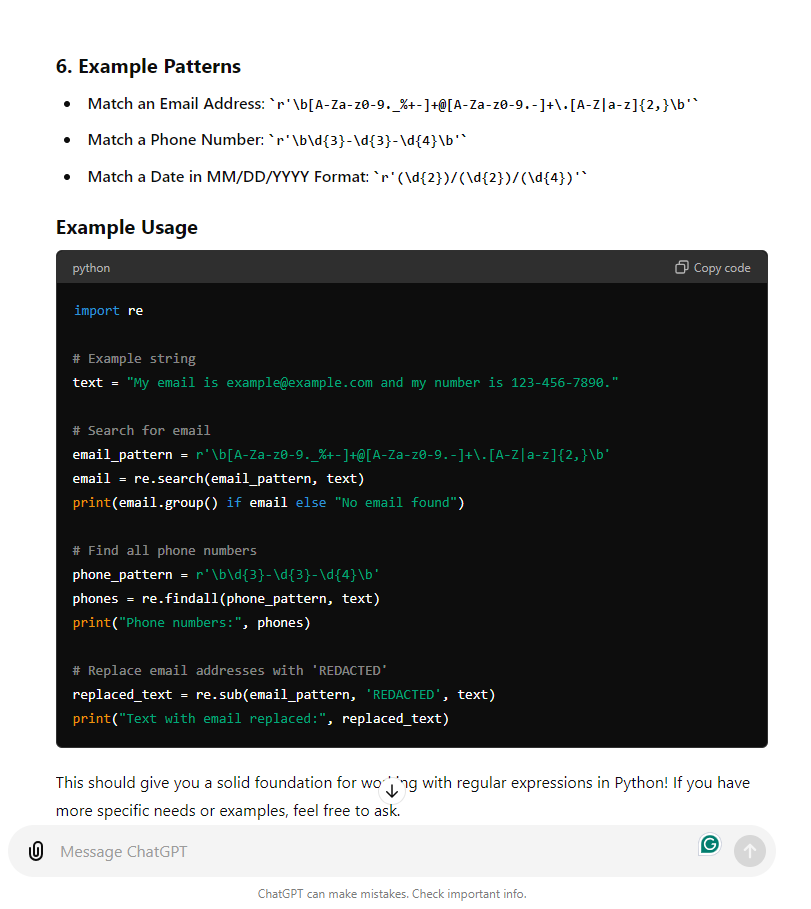 6. Example Patterns
• Match an Email Address: `r'\b[A-Za-z0-9._%+-]+@[A-Za-z0-9.-]+\.[A-Z|a-z]{2,}\b'`
• Match a Phone Number: `r'\b\d{3}-\d{3}-\d{4}\b'`
• Match a Date in MM/DD/YYYY Format: `r'(\d{2})/(\d{2})/(\d{4})'`
Example Usage
python Copy code
import re
# Example string
text = "My email is example@example.com and my number is 123-456-7890."
# Search for email
email_pattern = r'\b[A-Za-z0-9._%+-]+@[A-Za-z0-9.-]+\.[A-Z|a-z]{2,}\b'
email = re.search(email_pattern, text)
print(email.group() if email else "No email found")
# Find all phone numbers
phone_pattern = r'\b\d{3}-\d{3}-\d{4}\b'
phones = re.findall(phone_pattern, text)
print("Phone numbers:", phones)
# Replace email addresses with 'REDACTED'
replaced_text = re.sub(email_pattern, 'REDACTED', text)
print("Text with email replaced:", replaced_text)
This should give you a solid foundation for working with regular expressions in Python! If you have
more specific needs or examples, feel free to ask.
Message ChatGPT
ChatGPT can make mistakes. Check important info.